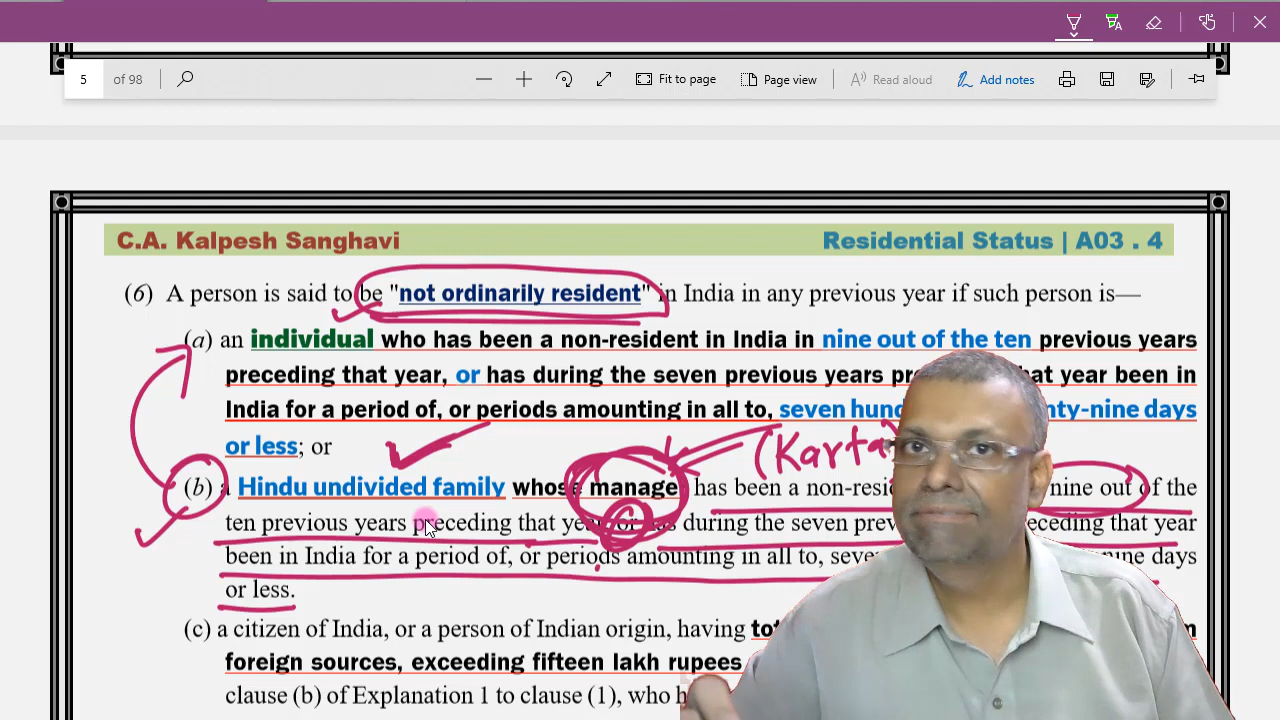 5 of 98 Fit to page Page view Read aloud Add notes
C.A. Kalpesh Sanghavi Residential Status | A03 . 4
(6) A person is said to be "not ordinarily resident" in India in any previous year if such person is—
(a) an individual who has been a non-resident in India in nine out of the ten previous years
preceding that year, or has during the seven previous years that year been in
India for a period of, or periods amounting in all to, seven days
or less; or
(Karta
(b) a Hindu undivided family whose has been a nine out of the
ten previous years preceding that during the seven that year
been in India for a period of, or periods amounting in all to, days
or less.
(c) a citizen of India, or a person of Indian origin, having
foreign sources, exceeding fifteen lakh rupees
clause (b) of Explanation 1 to clause (1), who